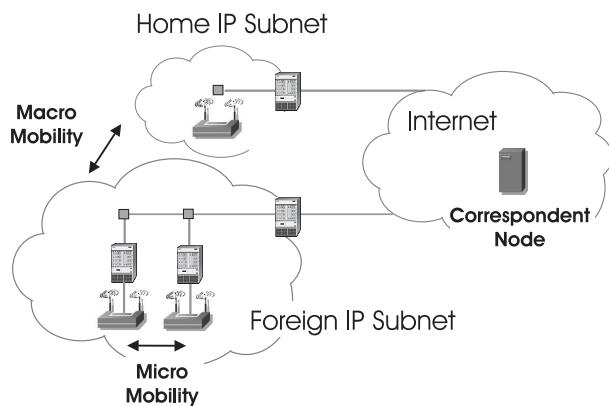 Home IP Subnet
Macro
Mobility
Internet
Correspondent
Node
Foreign IP Subnet
Micro
Mobility